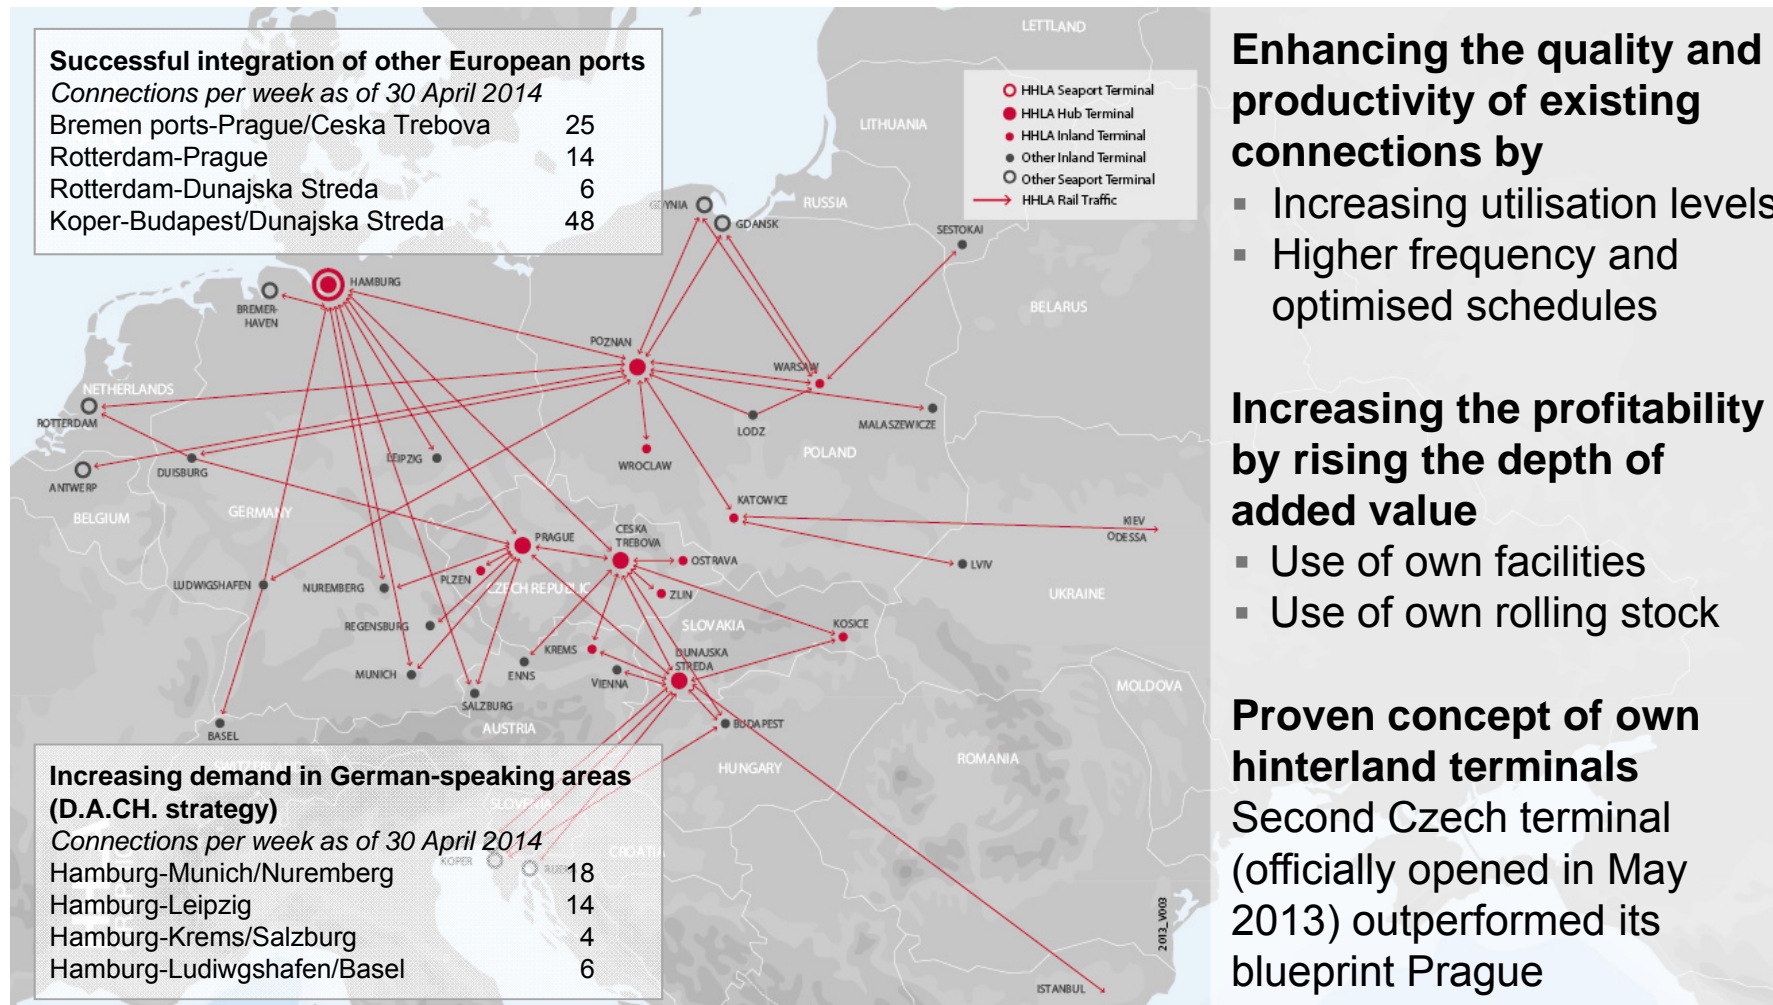 Successful integration of other European ports
Connections per week as of 30 April 2014
Bremen ports-Prague/Ceska Trebova 25
Rotterdam-Prague 14
Rotterdam-Dunajska Streda 6
Koper-Budapest/Dunajska Streda 48
LETTLAND
HHLA Seaport Terminal
HHLA Hub Terminal
HHLA Inland Terminal
Other Inland Terminal
Other Seaport Terminal
HHLA Rail Traffic
LITHUANIA
RUSSIA
GDYNIA
GDANSK
SESTOKAI
BELARUS
HAMBURG
BREMER-
HAVEN
POZNAN
WARSAW
NETHERLANDS
ROTTERDAM
LODZ
MALASZEWICZE
ANTWERP
DUISBURG
LEIPZIG
WROCLAW
POLAND
BELGIUM
GERMANY
KATOWICE
KIEV
ODESSA
PRAGUE
CESKA
TREBOVA
OSTRAVA
LVIV
LUDWIGSHAFEN
NUREMBERG
PLZEN
CZECH REPUBLIC
ZLIN
UKRAINE
REGENSBURG
SLOVAKIA
KOSICE
KREMS
DUNAJSKA
STREDA
MUNICH
ENNS
VIENNA
MOLDOVA
SALZBURG
BASEL
AUSTRIA
BUDAPEST
SWITZERLAND
HUNGARY
ROMANIA
Increasing demand in German-speaking areas
(D.A.CH. strategy)
Connections per week as of 30 April 2014
Hamburg-Munich/Nuremberg 18
Hamburg-Leipzig 14
Hamburg-Krems/Salzburg 4
Hamburg-Ludiwgshafen/Basel 6
SLOVENIA
KOPER
CROATIA
2013_V003
ISTANBUL
Enhancing the quality and
productivity of existing
connections by
▪ Increasing utilisation levels
▪ Higher frequency and
optimised schedules
Increasing the profitability
by rising the depth of
added value
▪ Use of own facilities
▪ Use of own rolling stock
Proven concept of own
hinterland terminals
Second Czech terminal
(officially opened in May
2013) outperformed its
blueprint Prague